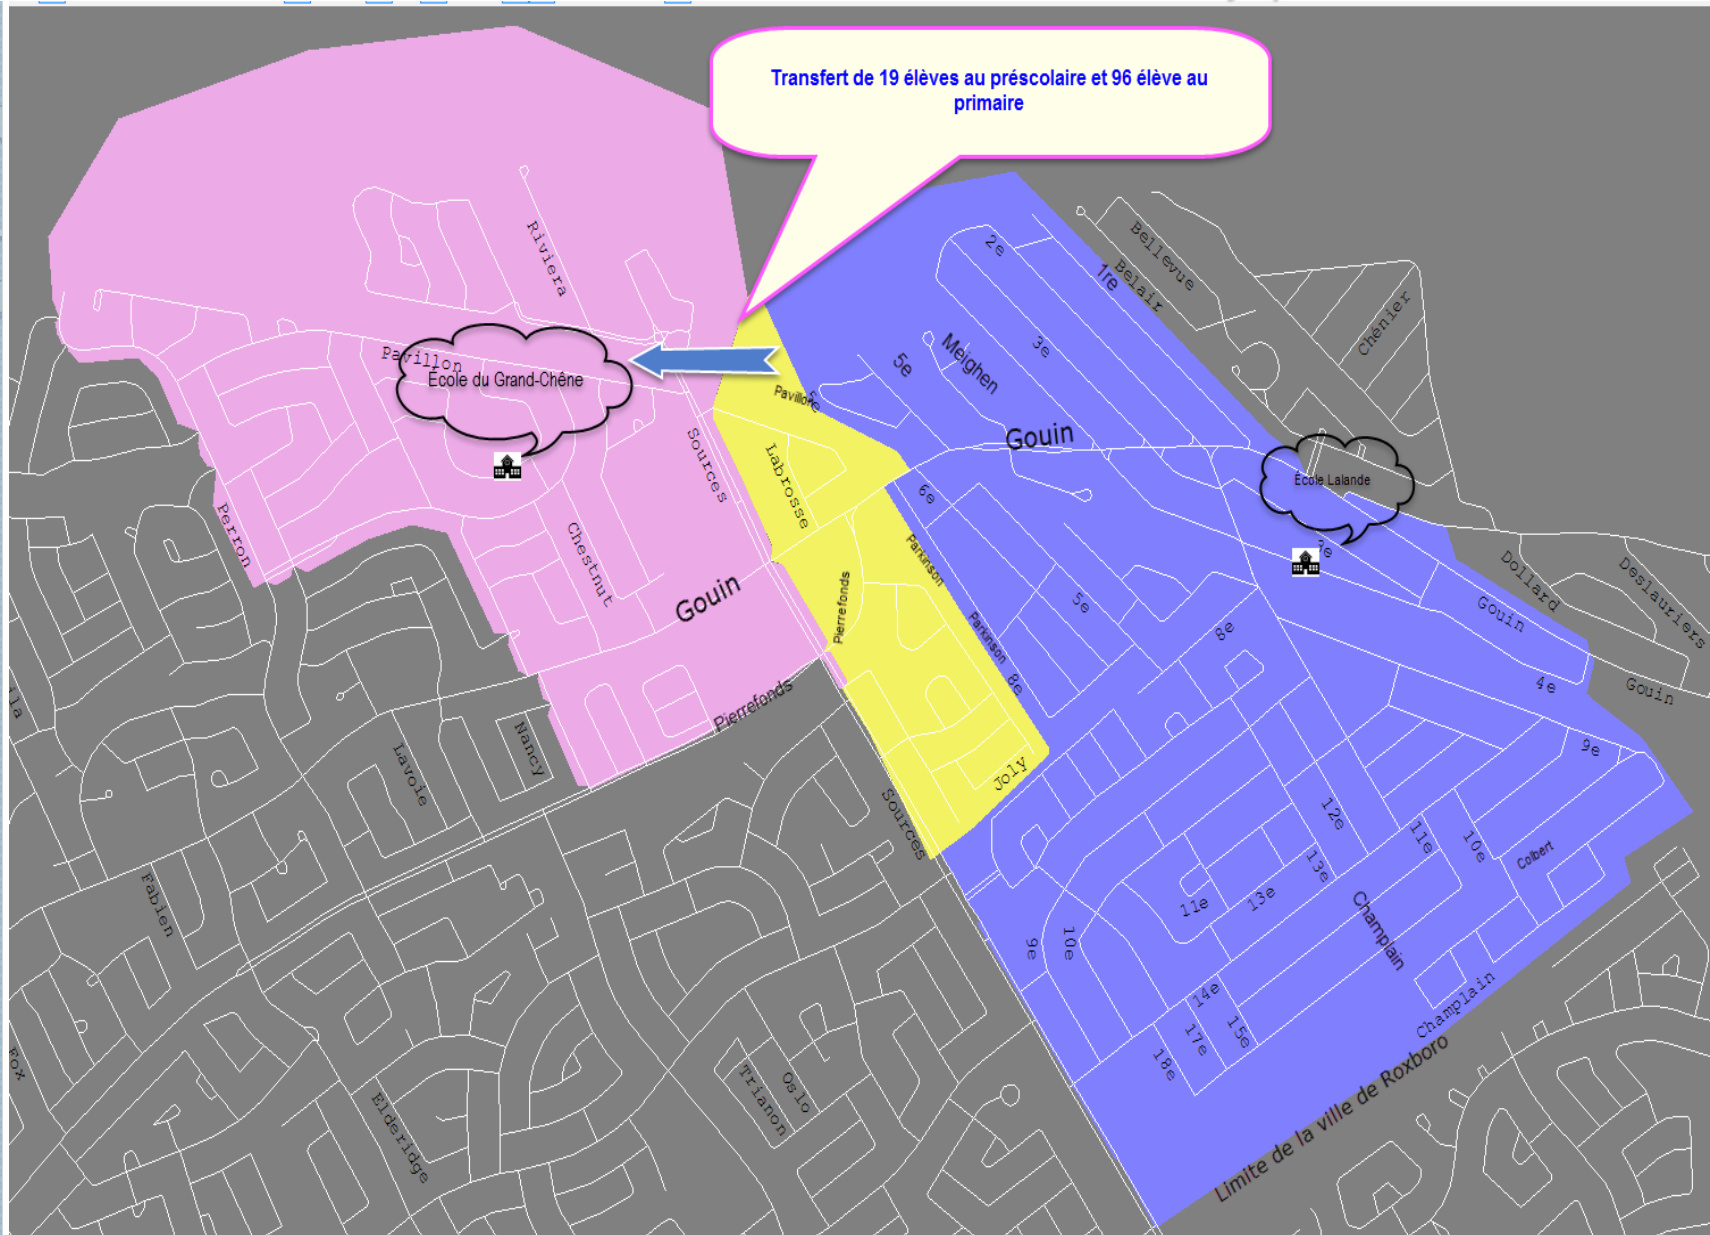 Transfert de 19 élèves au préscolaire et 96 élève au
primaire
Riviera
2e
1re
Bellevue
Belair
Chénier
3e
Meighen
5e
Pavillon
École du Grand-Chêne
Pavillon
5e
Gouin
Sources
Labrosse
École Lalande
6e
Perron
Chestnut
Parkinson
Gouin
Pierrefonds
5e
Dollard
Deslauriers
Gouin
Parkinson
8e
8e
4e
Gouin
Pierrefonds
Nancy
Lavoie
Joly
Sources
9e
12e
11e
10e
Colbert
13e
Fabien
11e
13e
Champlain
9e
10e
14e
15e
17e
18e
Champlain
Limite de la ville de Roxboro
Fox
Elderidge
Trianon
Oslo